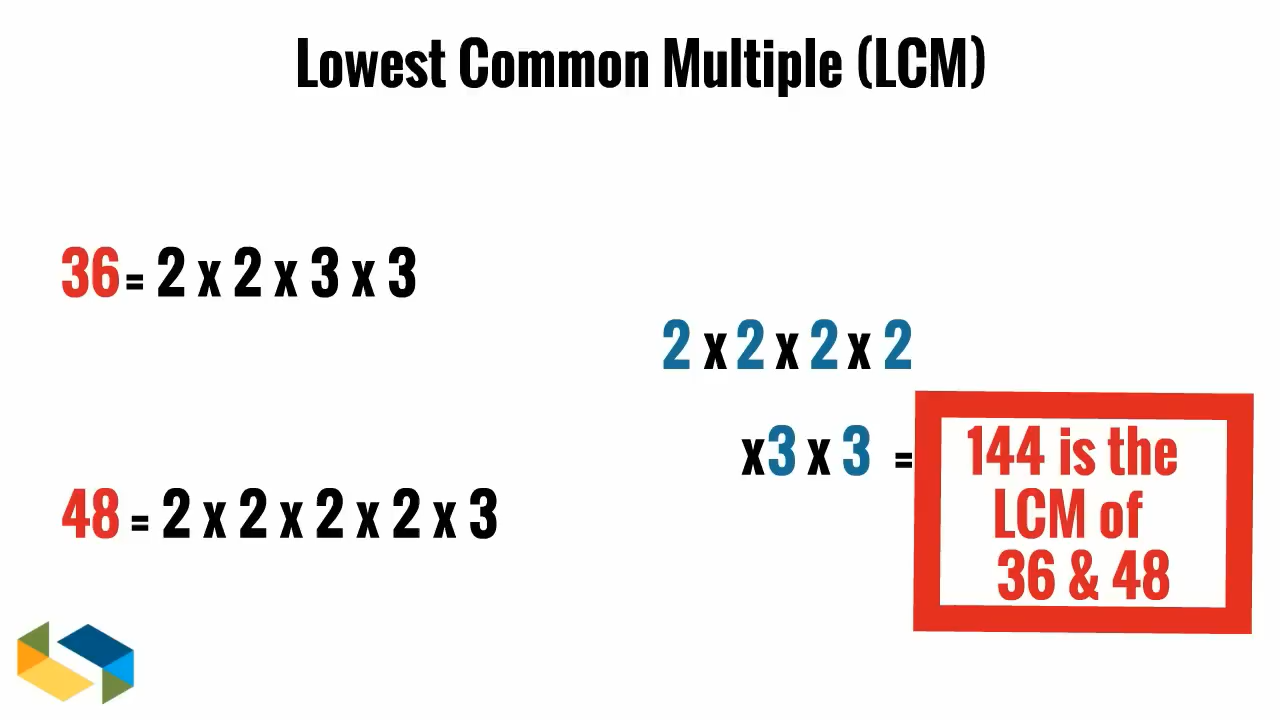 Lowest Common Multiple (LCM)
36 = 2 x 2 x 3 x 3
2 x 2 x 2 x 2
x3 x 3 =
144 is the
LCM of
36 & 48
48 = 2 x 2 x 2 x 2 x 3